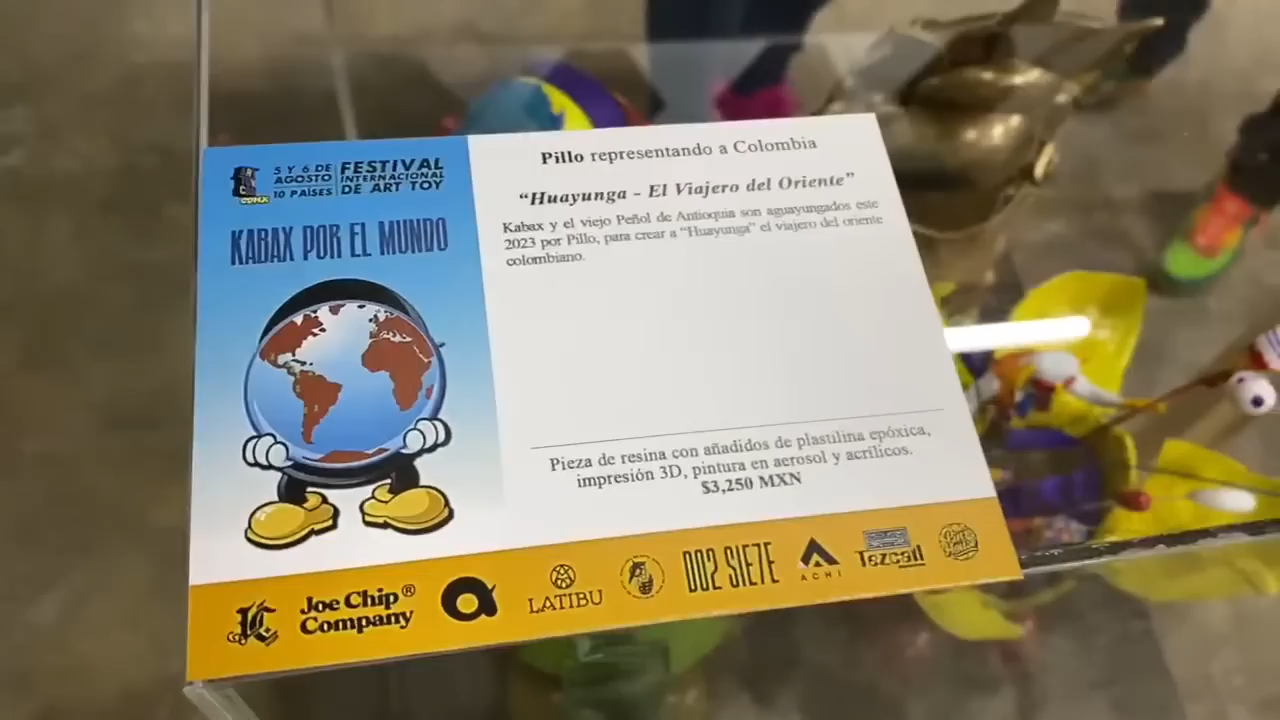 5 Y 6 DE
AGOSTO
10 PAÍSES
FESTIVAL
INTERNACIONAL
DE ART TOY
CDMX
KABAX POR EL MUNDO
Pillo representando a Colombia
“Huayunga - El Viajero del Oriente”
Kabax y el viejo Peñol de Antioquia son aguayungados este
2023 por Pillo, para crear a “Huayunga” el viajero del oriente
colombiano.
Pieza de resina con añadidos de plastilina epóxica,
impresión 3D, pintura en aerosol y acrílicos.
$3,250 MXN
Joe Chip®
Company
LATIBU
DO2 SIE7E
ACHI
Tezcatl